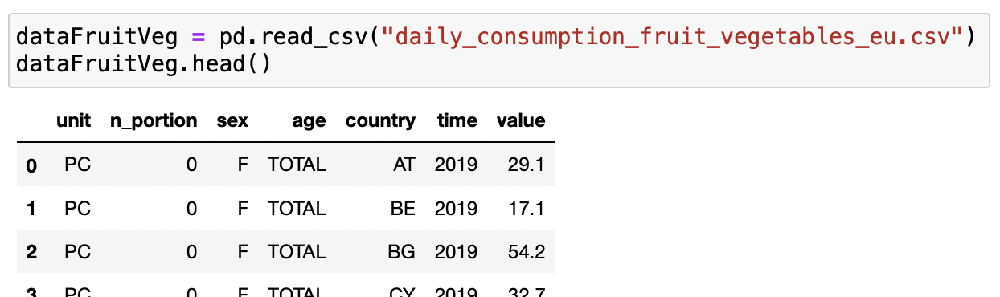 dataFruitVeg = pd.read_csv("daily_consumption_fruit_vegetables_eu.csv")
dataFruitVeg.head()
unit n_portion sex age country time value
0 PC 0 F TOTAL AT 2019 29.1
1 PC 0 F TOTAL BE 2019 17.1
2 PC 0 F TOTAL BG 2019 54.2
3 PC 0 F TOTAL CY 2019 32.7